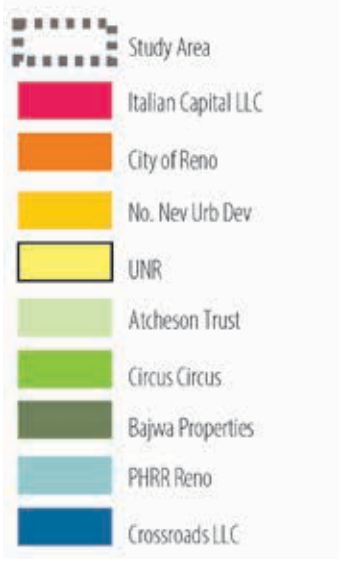 Study Area
Italian Capital LLC
City of Reno
No. Nev Urb Dev
UNR
Atcheson Trust
Circus Circus
Bajwa Properties
PHRR Reno
Crossroads LLC